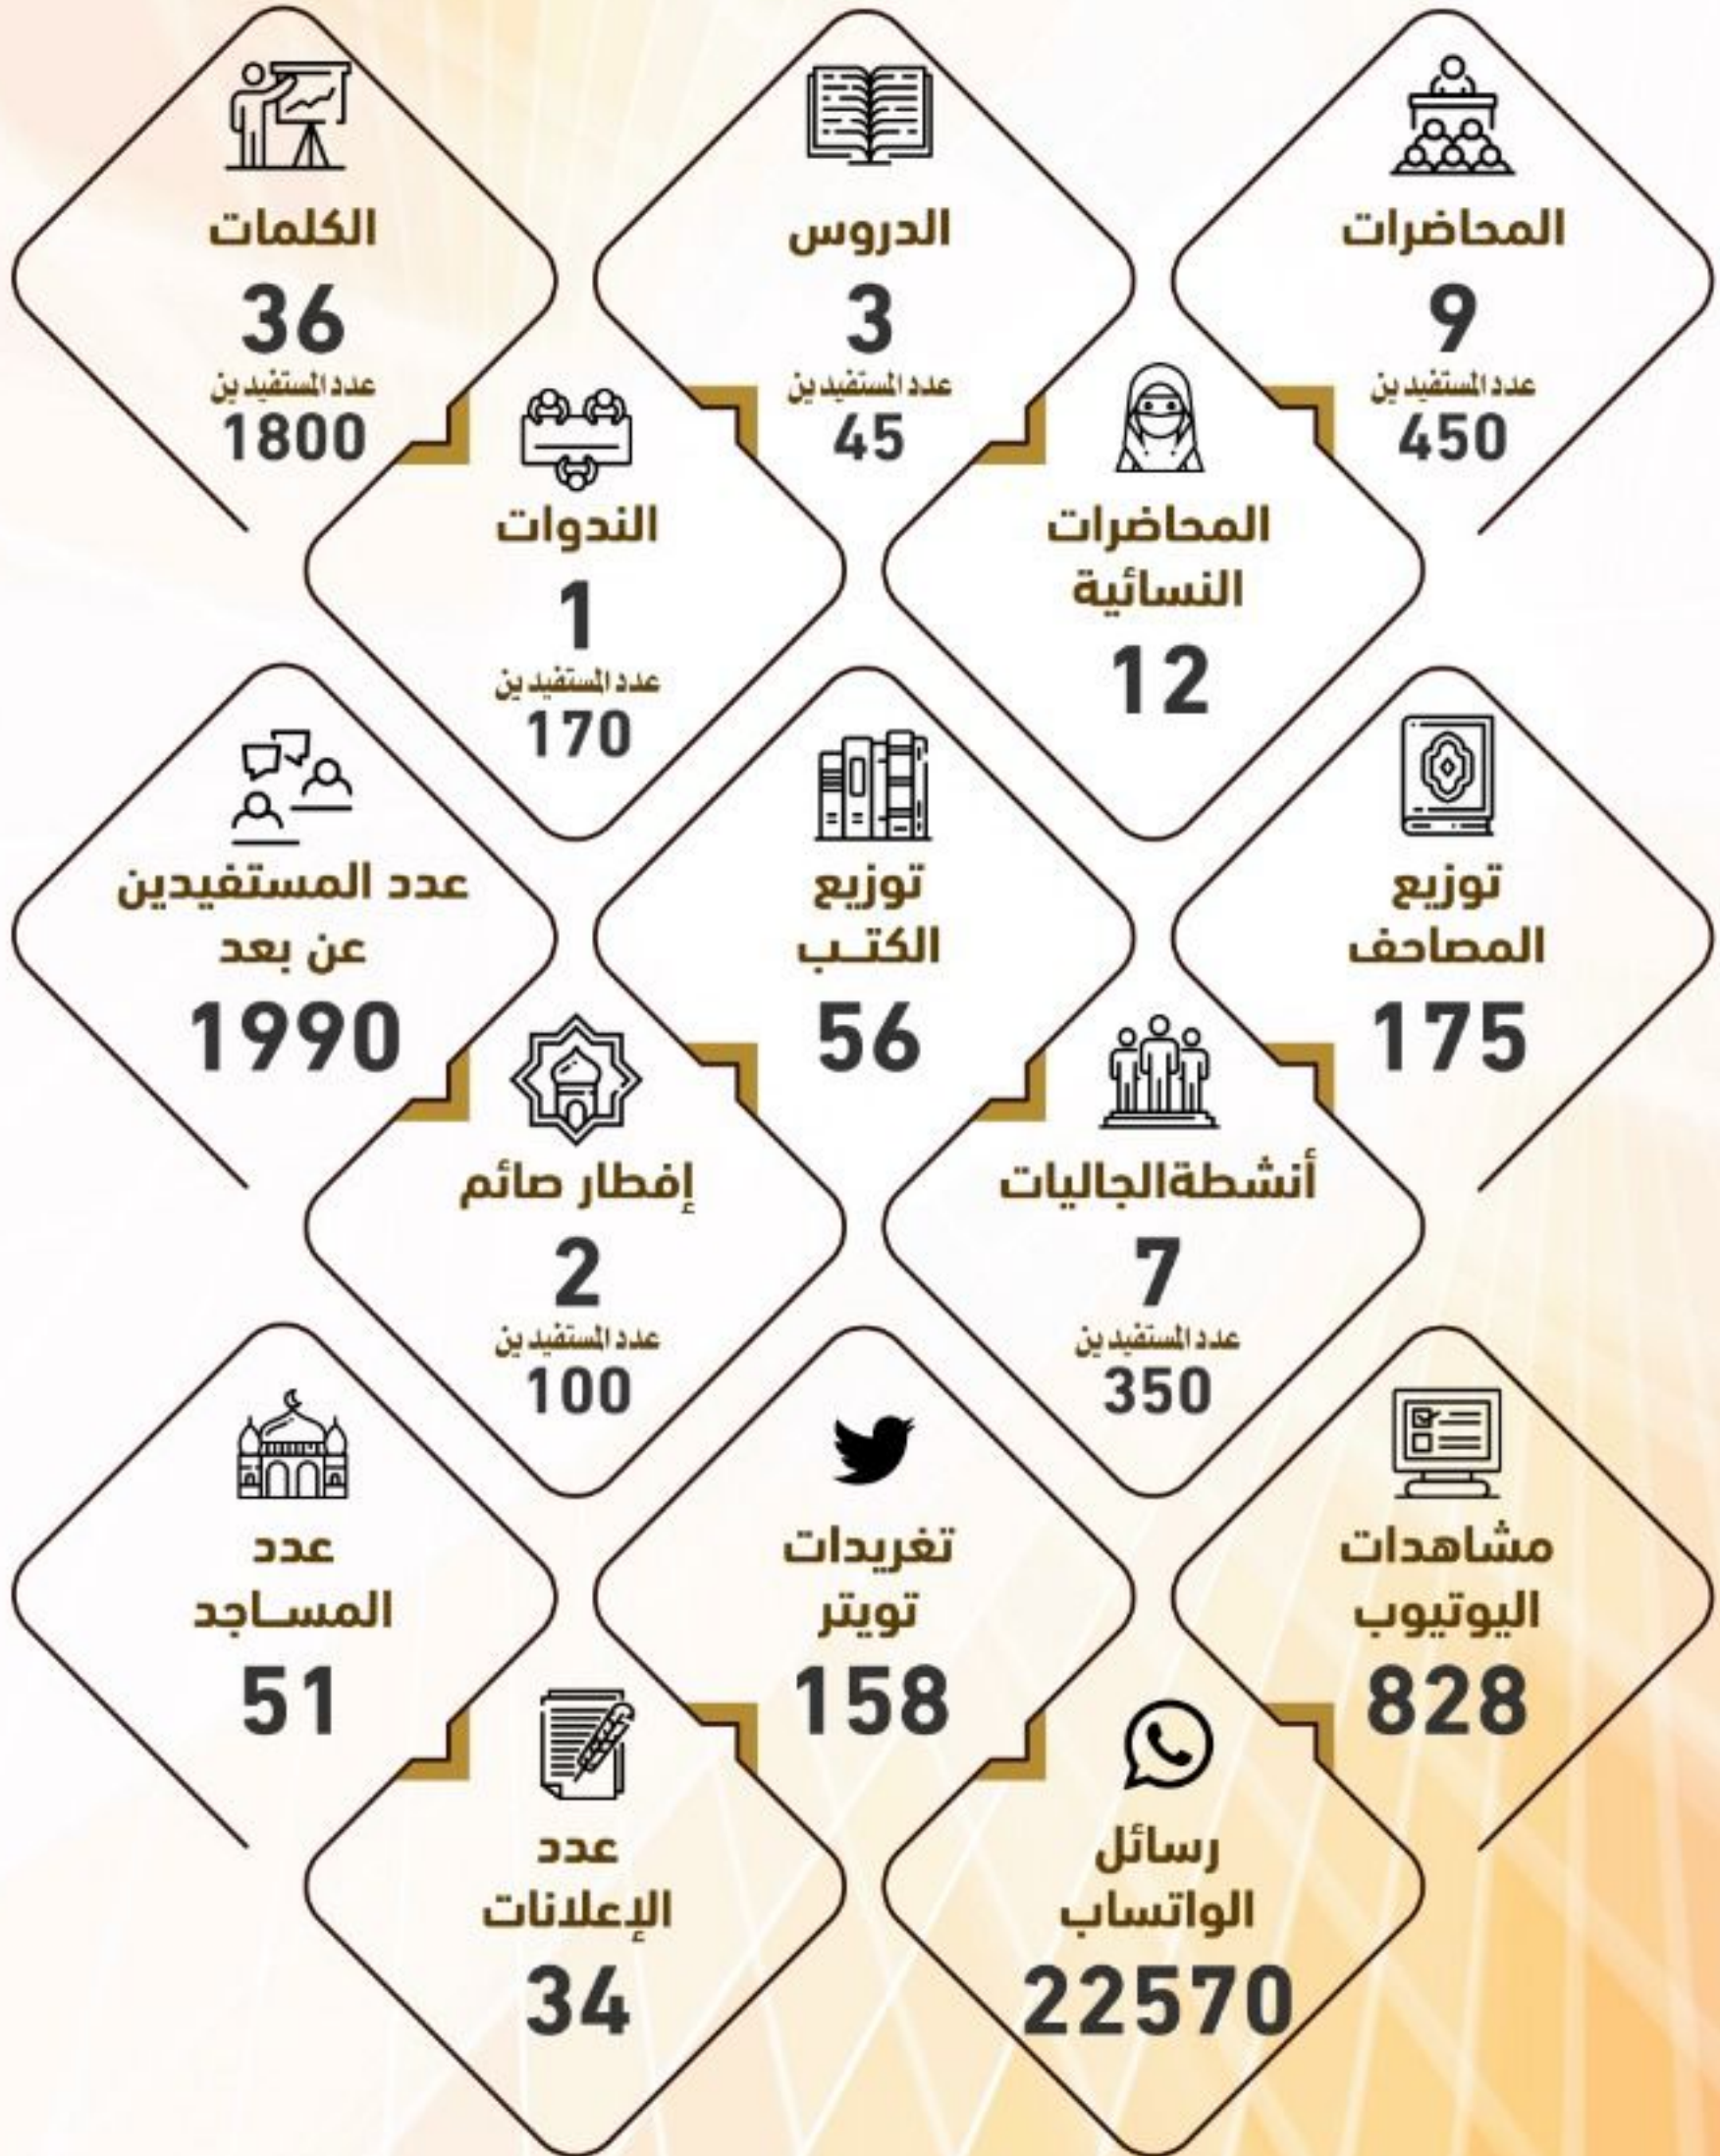 المحاضرات
9
عدد المستفيدين
450
الدروس
3
عدد المستفيدين
45
الكلمات
36
عدد المستفيدين
1800
المحاضرات
النسائية
12
الندوات
1
عدد المستفيدين
170
توزيع
المصاحف
175
توزيع
الكتــب
56
عدد المستفيدين
عن بعد
1990
أنشطةالجاليات
7
عدد المستفيدين
350
إفطار صائم
2
عدد المستفيدين
100
مشاهدات
اليوتيوب
828
تغريدات
تويتر
158
عدد
المســاجد
51
رسائل
الواتساب
22570
عدد
الإعلانات
34